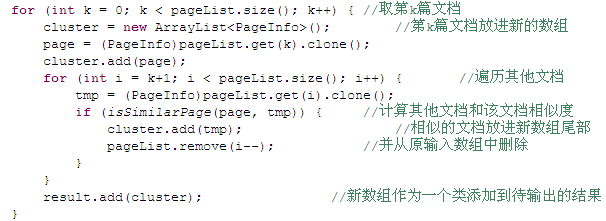 for (int k = 0; k < pageList.size(); k++) { //取第k篇文档
cluster = new ArrayList<PageInfo>(); //第k篇文档放进新的数组
page = (PageInfo)pageList.get(k).clone();
cluster.add(page);
for (int i = k+1; i < pageList.size(); i++) { //遍历其他文档
tmp = (PageInfo)pageList.get(i).clone();
if (isSimilarPage(page, tmp)) { //计算其他文档和该文档相似度
cluster.add(tmp); //相似的文档放进新数组尾部
pageList.remove(i--); //并从原输入数组中删除
}
}
result.add(cluster); //新数组作为一个类添加到待输出的结果
}